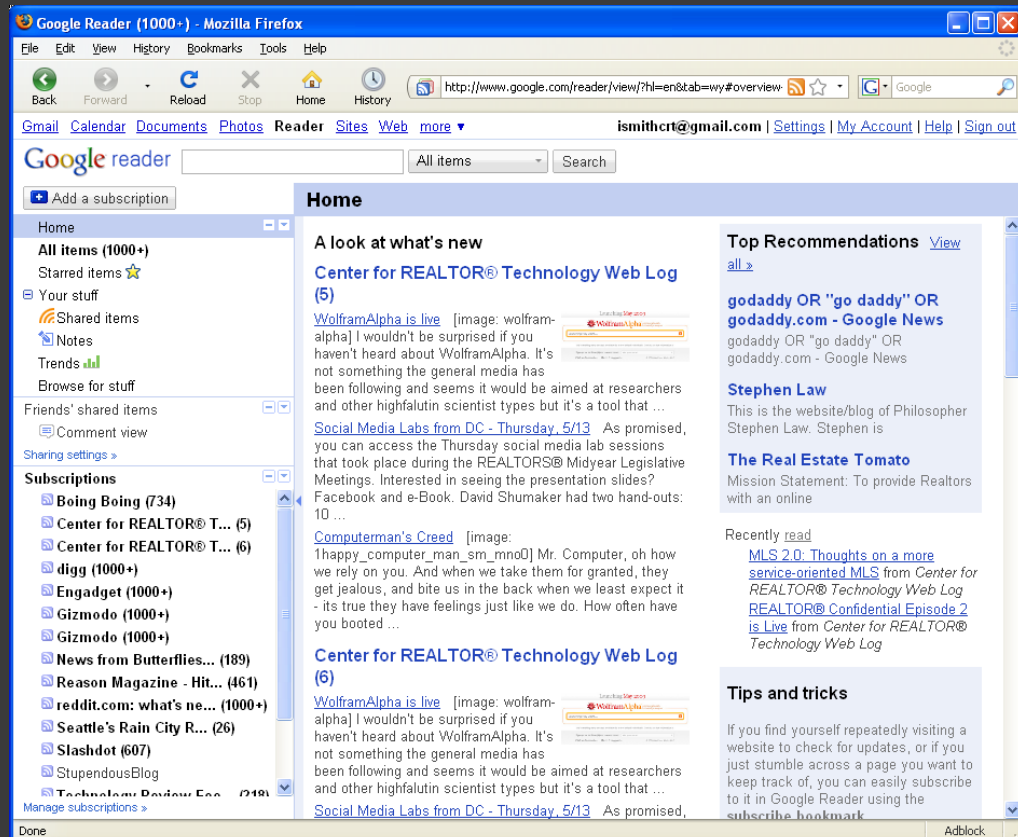 Google Reader (1000+) - Mozilla Firefox
File Edit View History Bookmarks Tools Help
Back Forward Reload Stop Home History
http://www.google.com/reader/view/?hl=en&tab=wy#overview-
G Google
Gmail Calendar Documents Photos Reader Sites Web more ▼
ismithcrt@gmail.com | Settings | My Account | Help | Sign out
Google reader
All items
Search
Add a subscription
Home
All items (1000+)
Starred items
Your stuff
Shared items
Notes
Trends
Browse for stuff
Friends' shared items
Comment view
Sharing settings »
Subscriptions
Boing Boing (734)
Center for REALTOR® T... (5)
Center for REALTOR® T... (6)
digg (1000+)
Engadget (1000+)
Gizmodo (1000+)
Gizmodo (1000+)
News from Butterflies... (189)
Reason Magazine - Hit... (461)
reddit.com: what's ne... (1000+)
Seattle's Rain City R... (26)
Slashdot (607)
StupendousBlog
Technology Review Fee... (218)
Manage subscriptions »
Home
A look at what's new
Center for REALTOR® Technology Web Log
(5)
WolframAlpha is live [image: wolfram-
alpha] I wouldn't be surprised if you
haven't heard about WolframAlpha. It's
not something the general media has
been following and seems it would be aimed at researchers
and other highfalutin scientist types but it's a tool that ...
Social Media Labs from DC - Thursday, 5/13 As promised,
you can access the Thursday social media lab sessions
that took place during the REALTORS® Midyear Legislative
Meetings. Interested in seeing the presentation slides?
Facebook and e-Book. David Shumaker had two hand-outs:
10 ...
Computerman's Creed [image:
1happy_computer_man_sm_mno0] Mr. Computer, oh how
we rely on you. And when we take them for granted, they
get jealous, and bite us in the back when we least expect it
- its true they have feelings just like we do. How often have
you booted ...
Center for REALTOR® Technology Web Log
(6)
WolframAlpha is live [image: wolfram-
alpha] I wouldn't be surprised if you
haven't heard about WolframAlpha. It's
not something the general media has
been following and seems it would be aimed at researchers
and other highfalutin scientist types but it's a tool that ...
Social Media Labs from DC - Thursday, 5/13 As promised,
Top Recommendations View
all »
godaddy OR "go daddy" OR
godaddy.com - Google News
godaddy OR "go daddy" OR
godaddy.com - Google News
Stephen Law
This is the website/blog of Philosopher
Stephen Law. Stephen is
The Real Estate Tomato
Mission Statement: To provide Realtors
with an online
Recently read
MLS 2.0: Thoughts on a more
service-oriented MLS from Center for
REALTOR® Technology Web Log
REALTOR® Confidential Episode 2
is Live from Center for REALTOR®
Technology Web Log
Tips and tricks
If you find yourself repeatedly visiting a
website to check for updates, or if you
just stumble across a page you want to
keep track of, you can easily subscribe
to it in Google Reader using the
subscribe bookmark
Done
Adblock